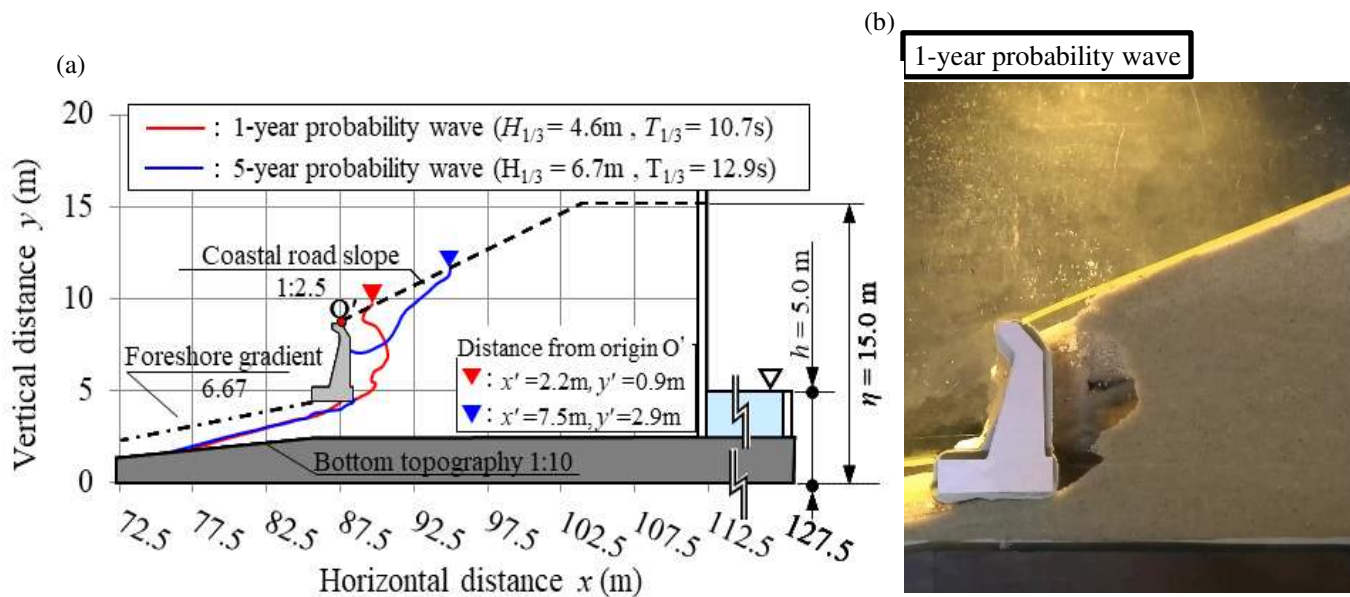 (a)
20
15
10
5
0
Vertical distance y (m)
: 1-year probability wave (H1/3 = 4.6m , T1/3 = 10.7s)
: 5-year probability wave (H1/3 = 6.7m , T1/3 = 12.9s)
Coastal road slope
1:2.5
O'
Foreshore gradient
6.67
Distance from origin O'
: x'=2.2m, y'=0.9m
: x'=7.5m, y'=2.9m
Bottom topography 1:10
h = 5.0 m
η = 15.0 m
72.5
77.5
82.5
87.5
92.5
97.5
102.5
107.5
112.5
127.5
Horizontal distance x (m)
(b)
1-year probability wave